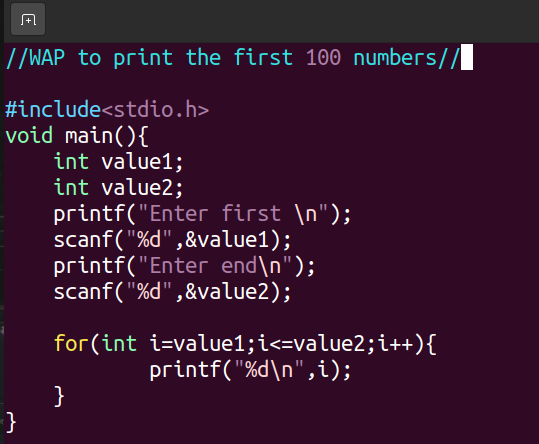 //WAP to print the first 100 numbers//
#include<stdio.h>
void main(){
    int value1;
    int value2;
    printf("Enter first \n");
    scanf("%d",&value1);
    printf("Enter end\n");
    scanf("%d",&value2);
    for(int i=value1;i<=value2;i++){
            printf("%d\n",i);
    }
}